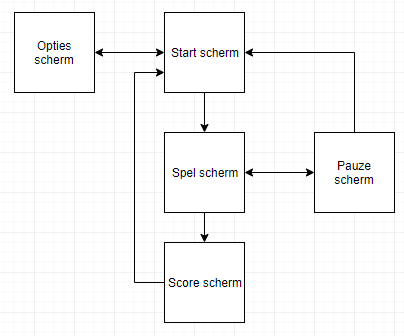 Opties
scherm
Start scherm
Spel scherm
Pauze
scherm
Score scherm